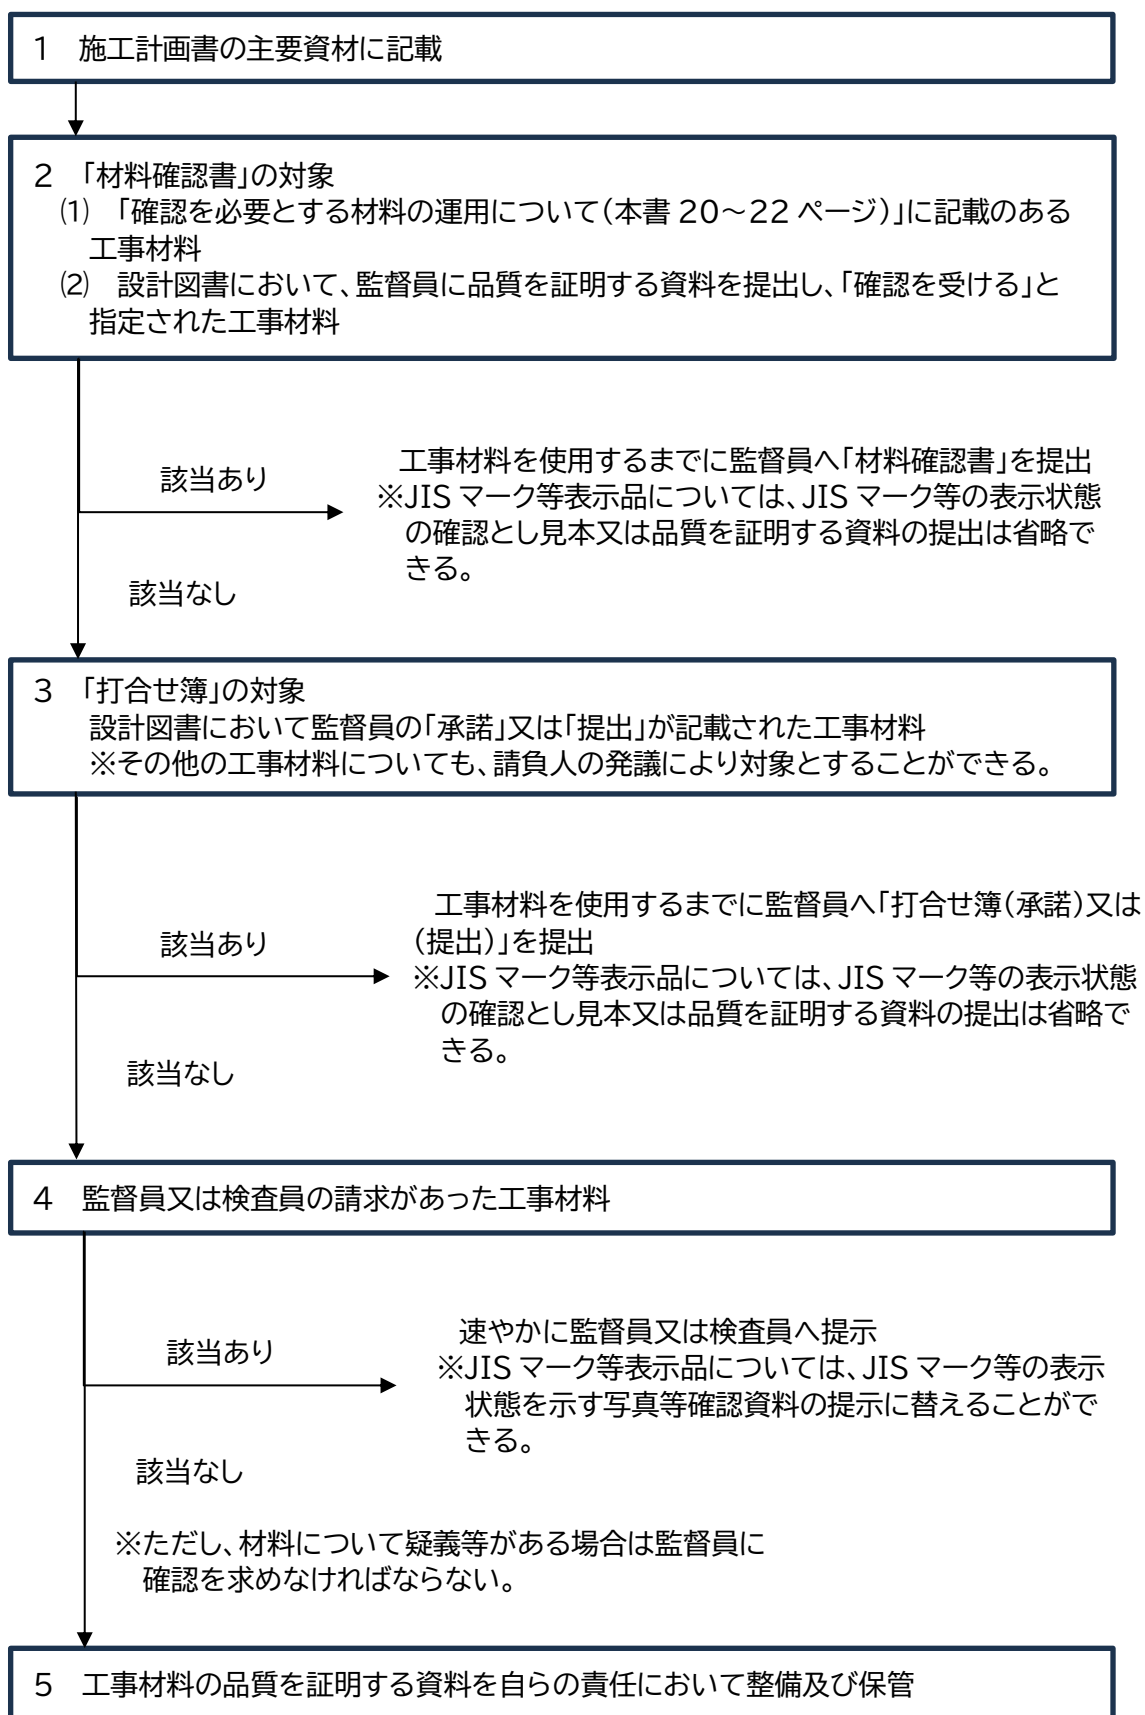 1　施工計画書の主要資材に記載
2　「材料確認書」の対象
⑴　「確認を必要とする材料の運用について（本書 20～22 ページ）」に記載のある
工事材料
⑵　設計図書において、監督員に品質を証明する資料を提出し、「確認を受ける」と
指定された工事材料
該当あり
工事材料を使用するまでに監督員へ「材料確認書」を提出
※JIS マーク等表示品については、JIS マーク等の表示状態
の確認とし見本又は品質を証明する資料の提出は省略で
きる。
該当なし
3　「打合せ簿」の対象
設計図書において監督員の「承諾」又は「提出」が記載された工事材料
※その他の工事材料についても、請負人の発議により対象とすることができる。
該当あり
工事材料を使用するまでに監督員へ「打合せ簿（承諾）又は
（提出）」を提出
※JIS マーク等表示品については、JIS マーク等の表示状態
の確認とし見本又は品質を証明する資料の提出は省略で
きる。
該当なし
4　監督員又は検査員の請求があった工事材料
該当あり
速やかに監督員又は検査員へ提示
※JIS マーク等表示品については、JIS マーク等の表示
状態を示す写真等確認資料の提示に替えることがで
きる。
該当なし
※ただし、材料について疑義等がある場合は監督員に
確認を求めなければならない。
5　工事材料の品質を証明する資料を自らの責任において整備及び保管